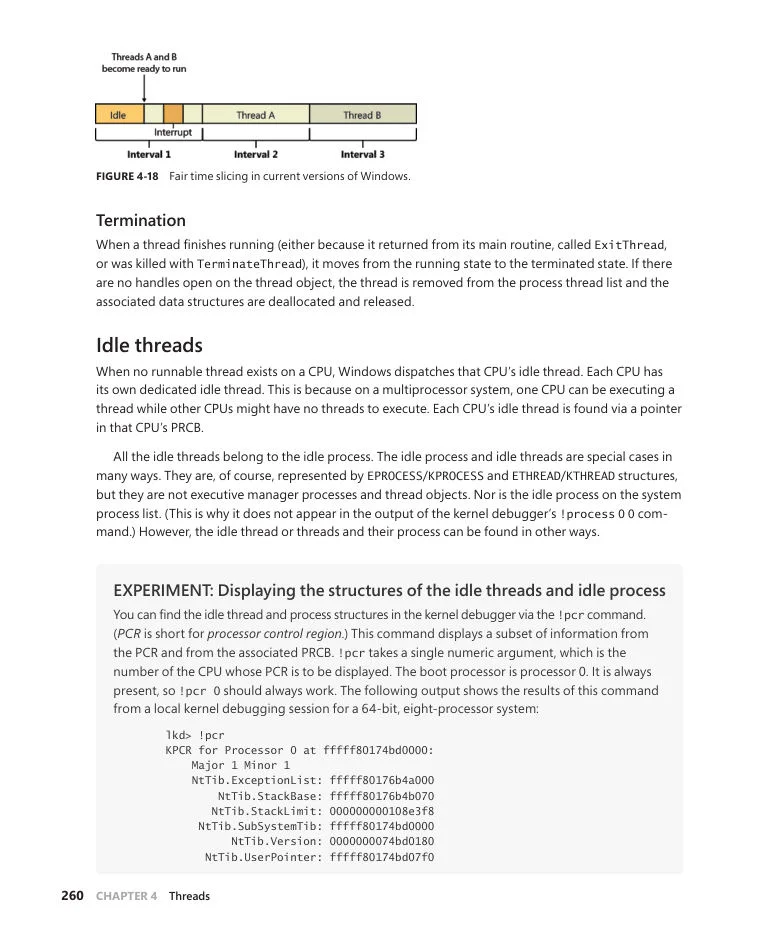 Threads A and B
become ready to run
Idle
Thread A
Thread B
Interrupt
Interval 1
Interval 2
Interval 3
FIGURE 4-18 Fair time slicing in current versions of Windows.
Termination
When a thread finishes running (either because it returned from its main routine, called ExitThread,
or was killed with TerminateThread), it moves from the running state to the terminated state. If there
are no handles open on the thread object, the thread is removed from the process thread list and the
associated data structures are deallocated and released.
Idle threads
When no runnable thread exists on a CPU, Windows dispatches that CPU’s idle thread. Each CPU has
its own dedicated idle thread. This is because on a multiprocessor system, one CPU can be executing a
thread while other CPUs might have no threads to execute. Each CPU’s idle thread is found via a pointer
in that CPU’s PRCB.
All the idle threads belong to the idle process. The idle process and idle threads are special cases in
many ways. They are, of course, represented by EPROCESS/KPROCESS and ETHREAD/KTHREAD structures,
but they are not executive manager processes and thread objects. Nor is the idle process on the system
process list. (This is why it does not appear in the output of the kernel debugger’s !process 0 0 com-
mand.) However, the idle thread or threads and their process can be found in other ways.
EXPERIMENT: Displaying the structures of the idle threads and idle process
You can find the idle thread and process structures in the kernel debugger via the !pcr command.
(PCR is short for processor control region.) This command displays a subset of information from
the PCR and from the associated PRCB. !pcr takes a single numeric argument, which is the
number of the CPU whose PCR is to be displayed. The boot processor is processor 0. It is always
present, so !pcr 0 should always work. The following output shows the results of this command
from a local kernel debugging session for a 64-bit, eight-processor system:
lkd> !pcr
KPCR for Processor 0 at fffff80174bd0000:
Major 1 Minor 1
NtTib.ExceptionList: fffff80176b4a000
NtTib.StackBase: fffff80176b4b070
NtTib.StackLimit: 000000000108e3f8
NtTib.SubSystemTib: fffff80174bd0000
NtTib.Version: 0000000074bd0180
NtTib.UserPointer: fffff80174bd07f0
260 CHAPTER 4 Threads